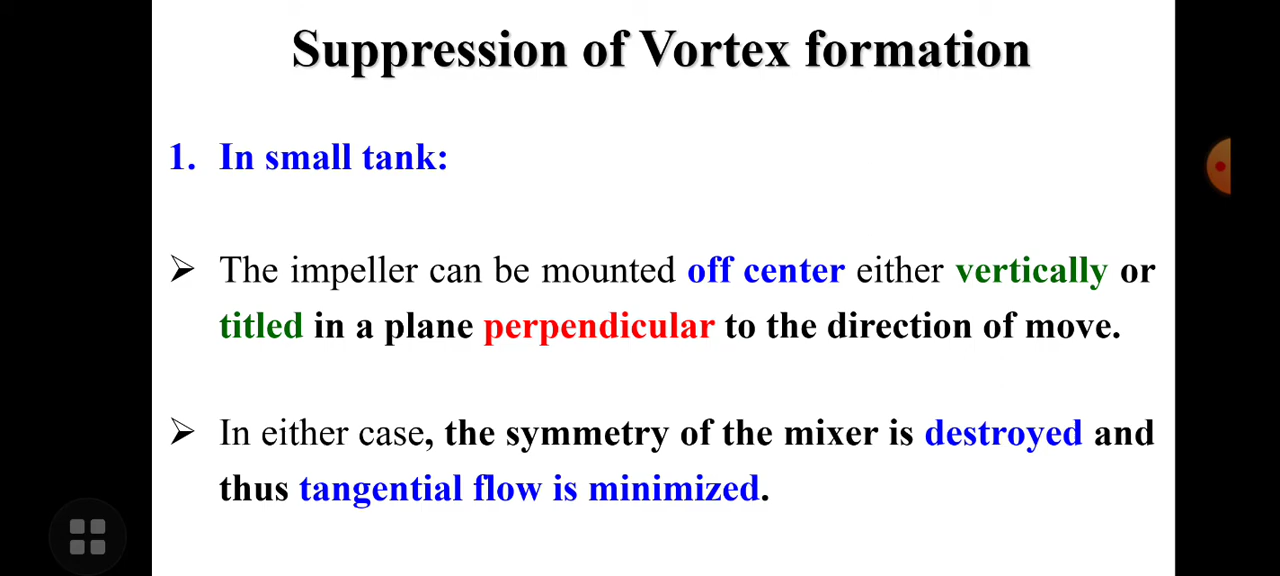 Suppression of Vortex formation
1. In small tank:
➢ The impeller can be mounted off center either vertically or
titled in a plane perpendicular to the direction of move.
➢ In either case, the symmetry of the mixer is destroyed and
thus tangential flow is minimized.